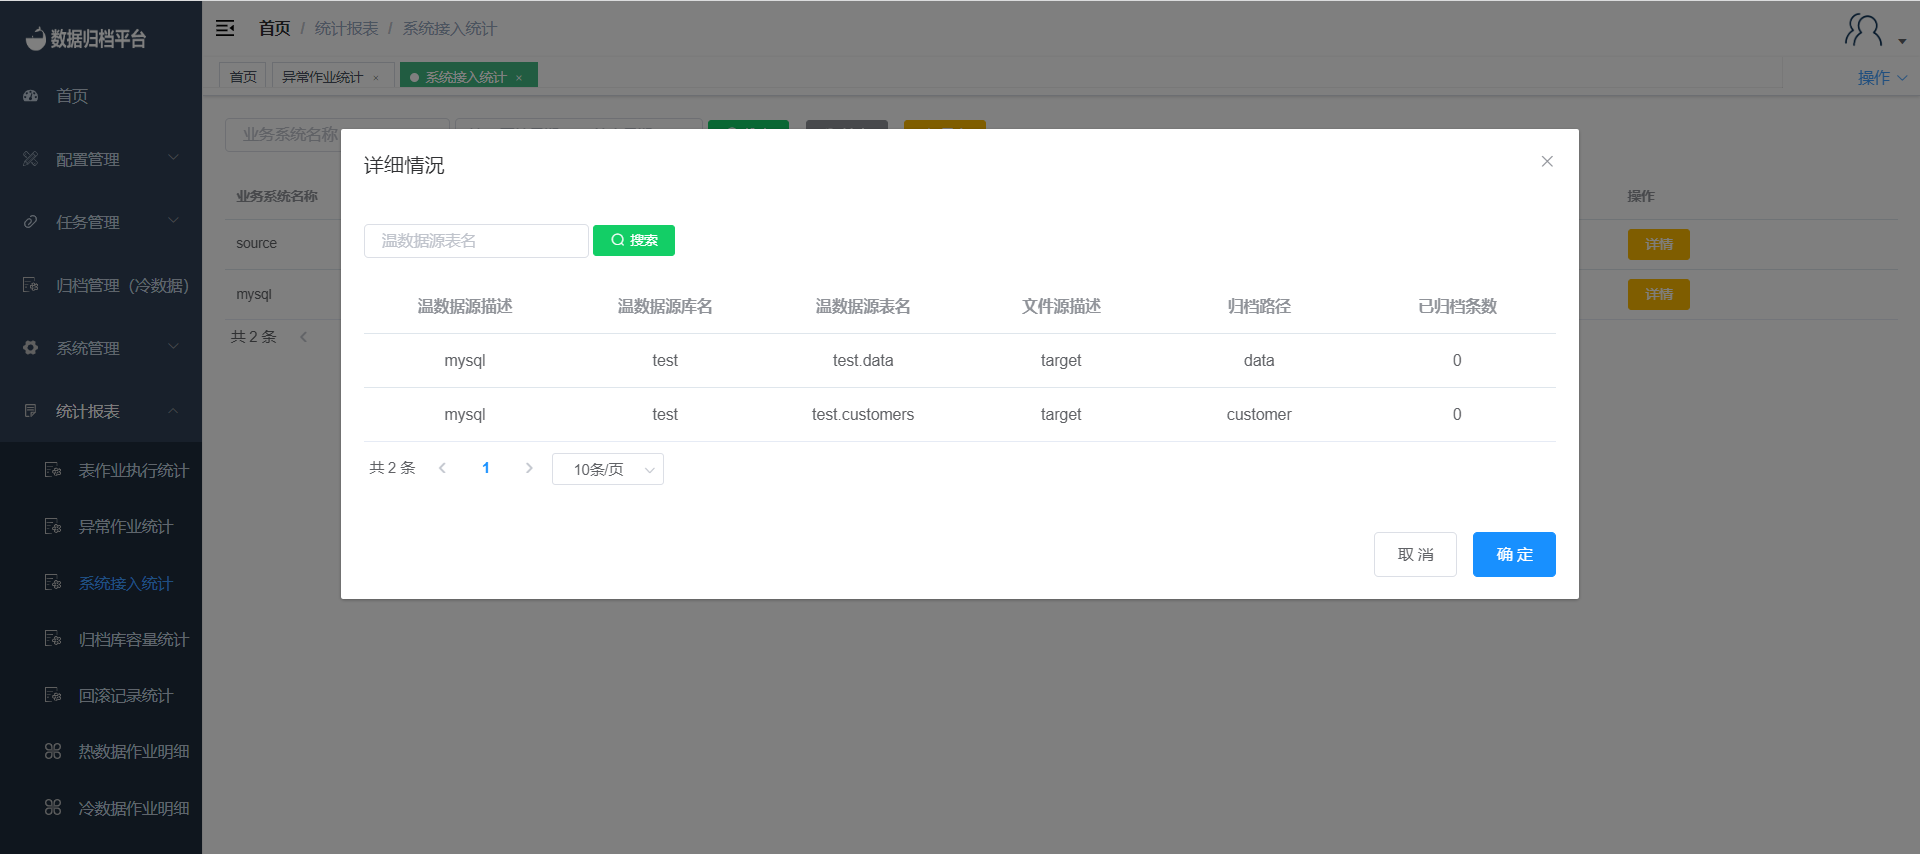 数据归档平台
首页
配置管理
任务管理
归档管理（冷数据）
系统管理
统计报表
表作业执行统计
异常作业统计
系统接入统计
归档库容量统计
回滚记录统计
热数据作业明细
冷数据作业明细
首页 / 统计报表 / 系统接入统计
首页
异常作业统计 ×
系统接入统计 ×
操作
业务系统名称
业务系统名称
操作
source
详情
mysql
详情
共 2 条
详细情况
温数据源表名
搜索
温数据源描述 温数据源库名 温数据源表名 文件源描述 归档路径 已归档条数
mysql test test.data target data 0
mysql test test.customers target customer 0
共 2 条 1 10条/页
取 消
确 定